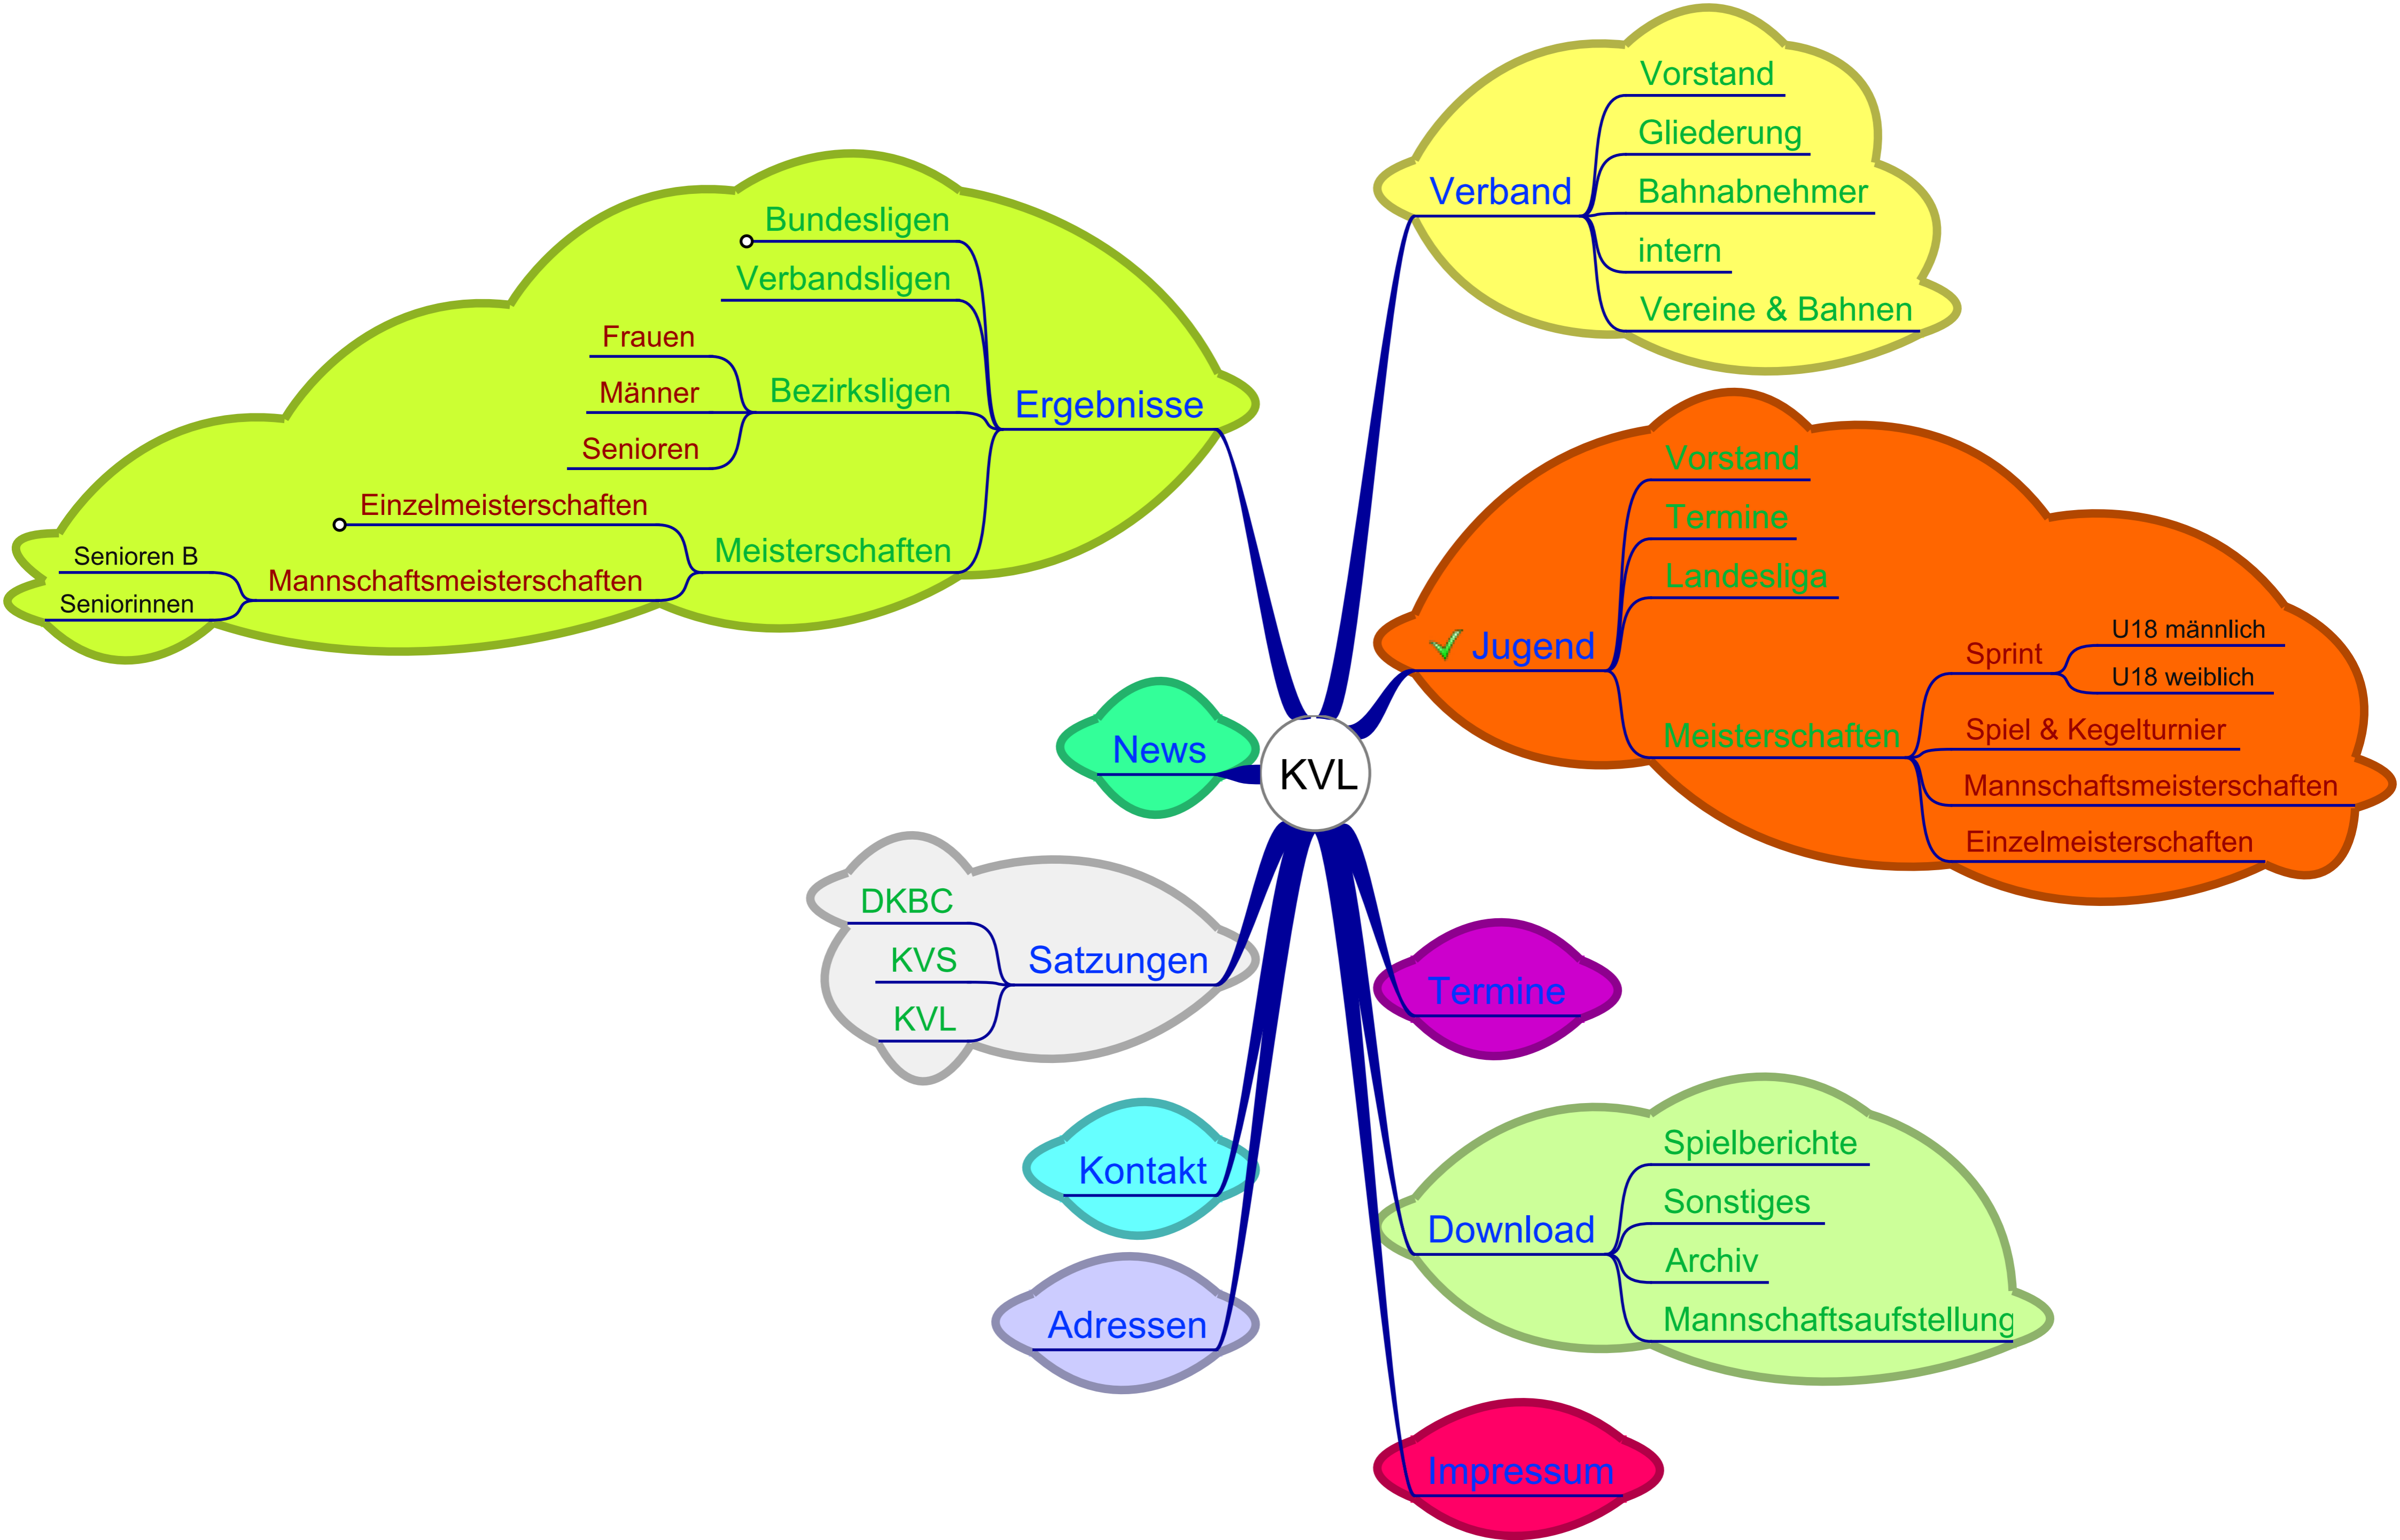 KVL
Verband
Vorstand
Gliederung
Bahnabnehmer
intern
Vereine & Bahnen
Jugend
Vorstand
Termine
Landesliga
Meisterschaften
Sprint
U18 männlich
U18 weiblich
Spiel & Kegelturnier
Mannschaftsmeisterschaften
Einzelmeisterschaften
Termine
Download
Spielberichte
Sonstiges
Archiv
Mannschaftsaufstellung
Impressum
Ergebnisse
Bundesligen
Verbandsligen
Bezirksligen
Frauen
Männer
Senioren
Meisterschaften
Einzelmeisterschaften
Mannschaftsmeisterschaften
Senioren B
Seniorinnen
News
Satzungen
DKBC
KVS
KVL
Kontakt
Adressen